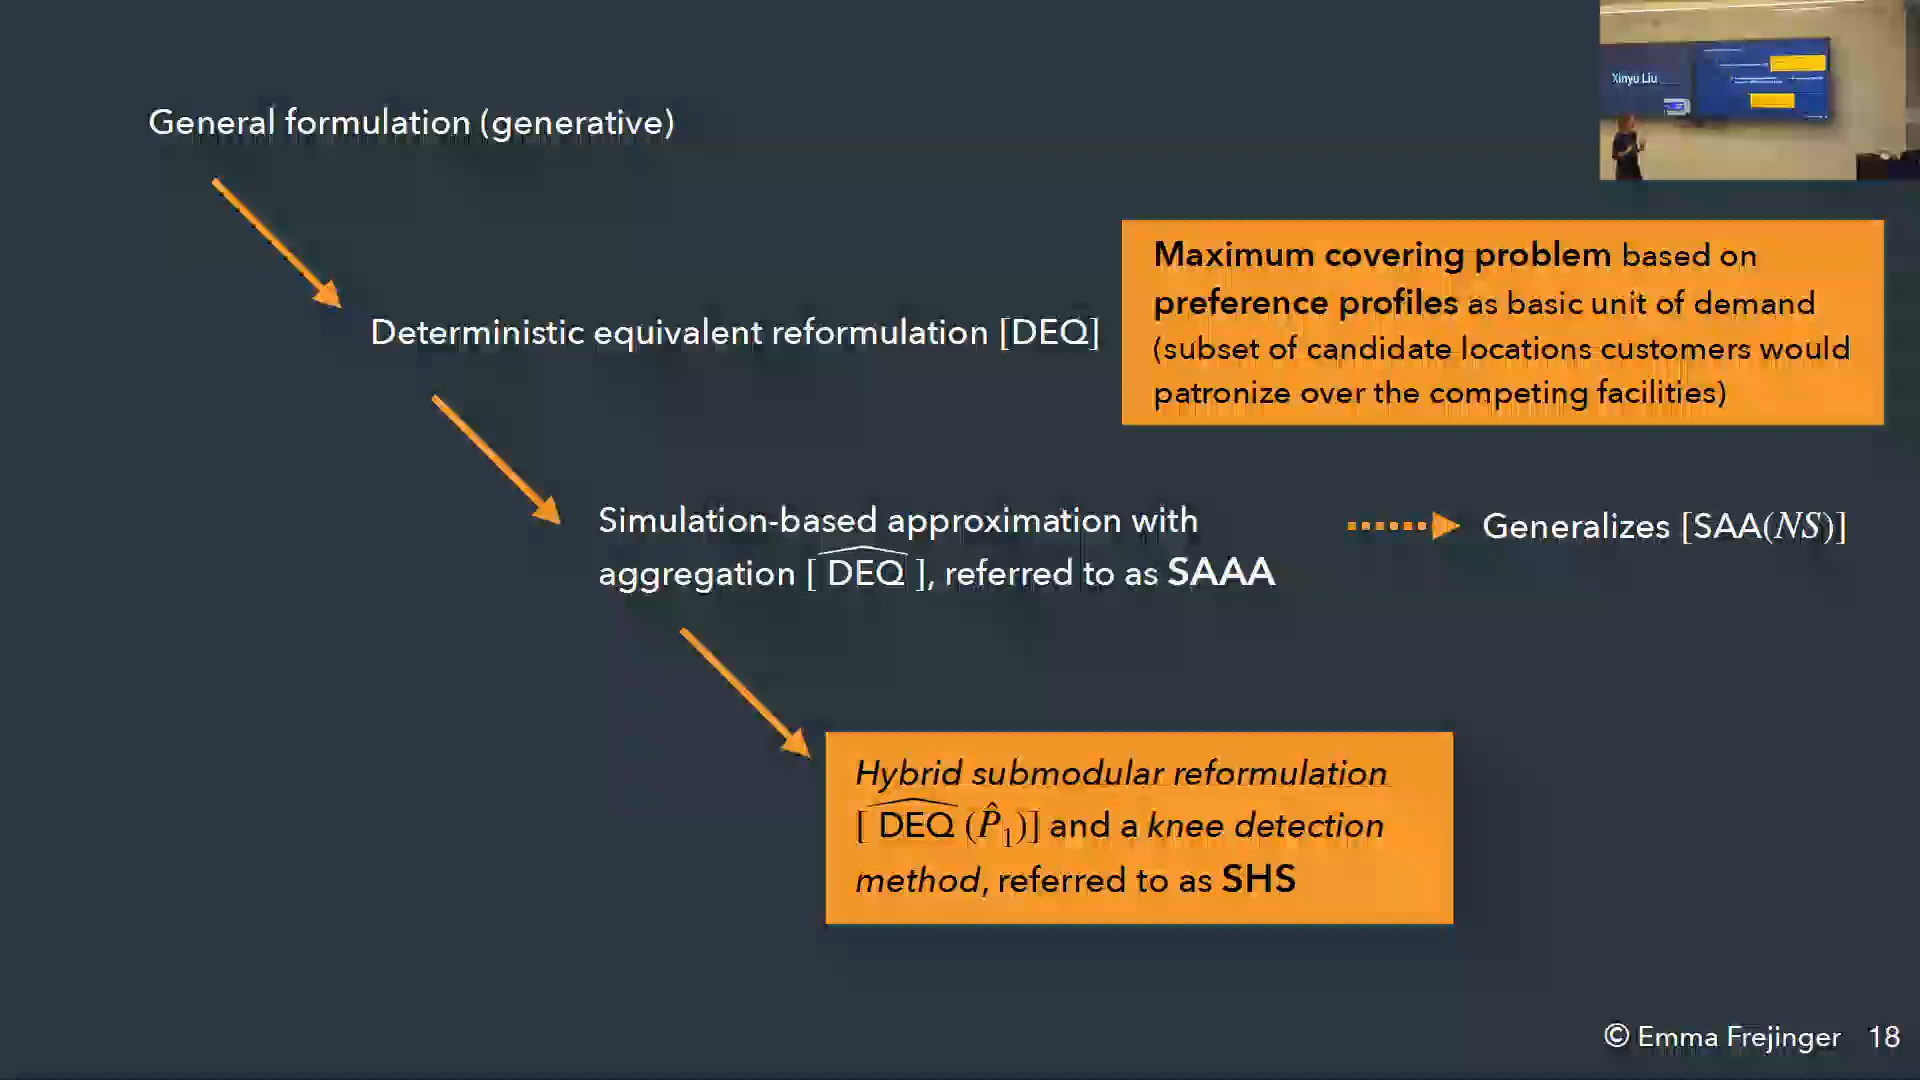 Xinyu Liu
General formulation (generative)
Maximum covering problem based on
preference profiles as basic unit of demand
(subset of candidate locations customers would
patronize over the competing facilities)
Deterministic equivalent reformulation [DEQ]
Simulation-based approximation with
aggregation [ \widehat{DEQ} ], referred to as SAAA
Generalizes [SAA(NS)]
Hybrid submodular reformulation
[ \widehat{DEQ} (P̂₁)] and a knee detection
method, referred to as SHS
© Emma Frejinger 18